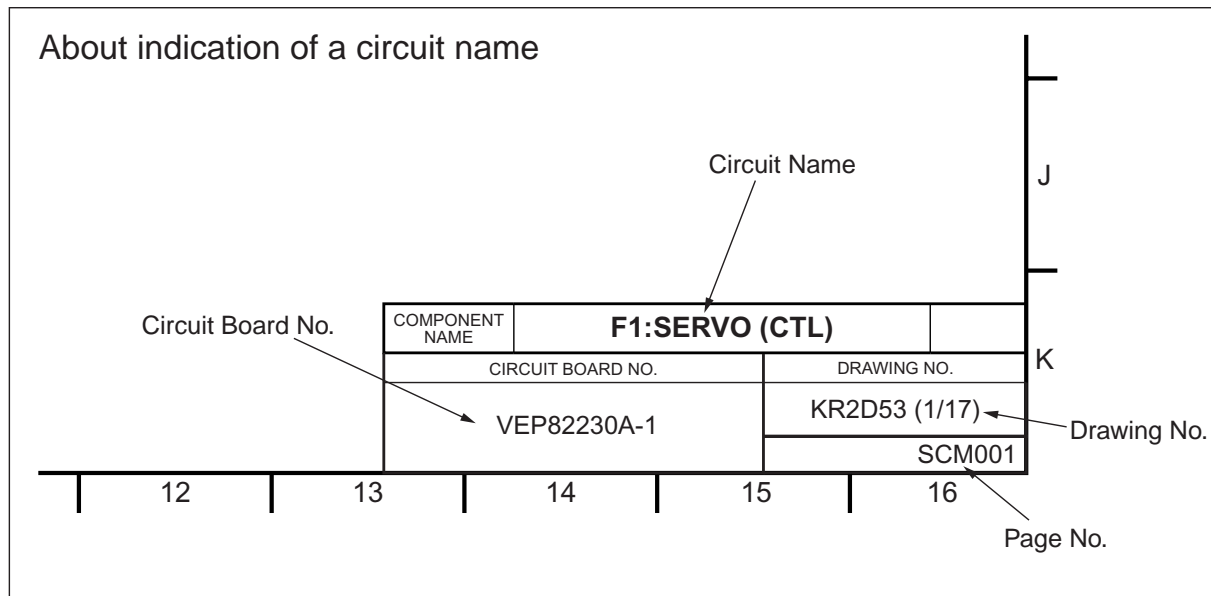 About indication of a circuit name
Circuit Name
J
Circuit Board No.
COMPONENT
NAME
F1:SERVO (CTL)
K
CIRCUIT BOARD NO.
DRAWING NO.
VEP82230A-1
KR2D53 (1/17)
Drawing No.
SCM001
12 13 14 15 16
Page No.